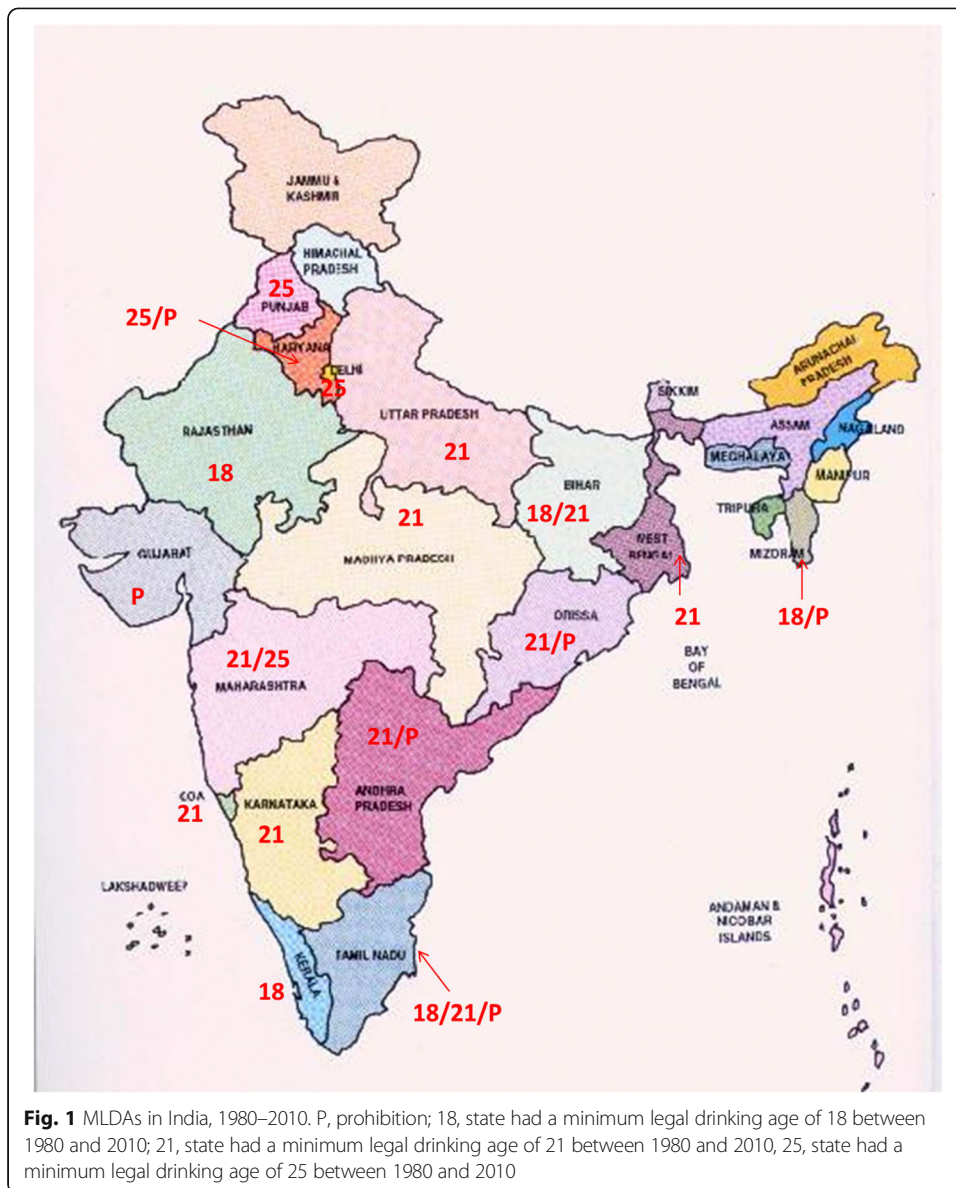 JAMMU &
KASHMIR
HIMACHAL
PRADESH
25
PUNJAB
25/P
HARYANA
DELHI
25
UTTAR PRADESH
21
RAJASTHAN
18
SIKKIM
ARUNACHAL
PRADESH
ASSAM
NAGALAND
MEGHALAYA
MANIPUR
TRIPURA
MIZORAM
18/P
BIHAR
18/21
WEST
BENGAL
21
GUJARAT
P
21
MADHYA PRADESH
ORISSA
21/P
BAY
OF
BENGAL
21/25
MAHARASHTRA
21/P
ANDHRA
PRADESH
GOA
21
KARNATAKA
21
LAKSHADWEEP
ANDAMAN &
NICOBAR
ISLANDS
KERALA
18
TAMIL NADU
18/21/P
Fig. 1 MLDAs in India, 1980–2010. P, prohibition; 18, state had a minimum legal drinking age of 18 between
1980 and 2010; 21, state had a minimum legal drinking age of 21 between 1980 and 2010, 25, state had a
minimum legal drinking age of 25 between 1980 and 2010